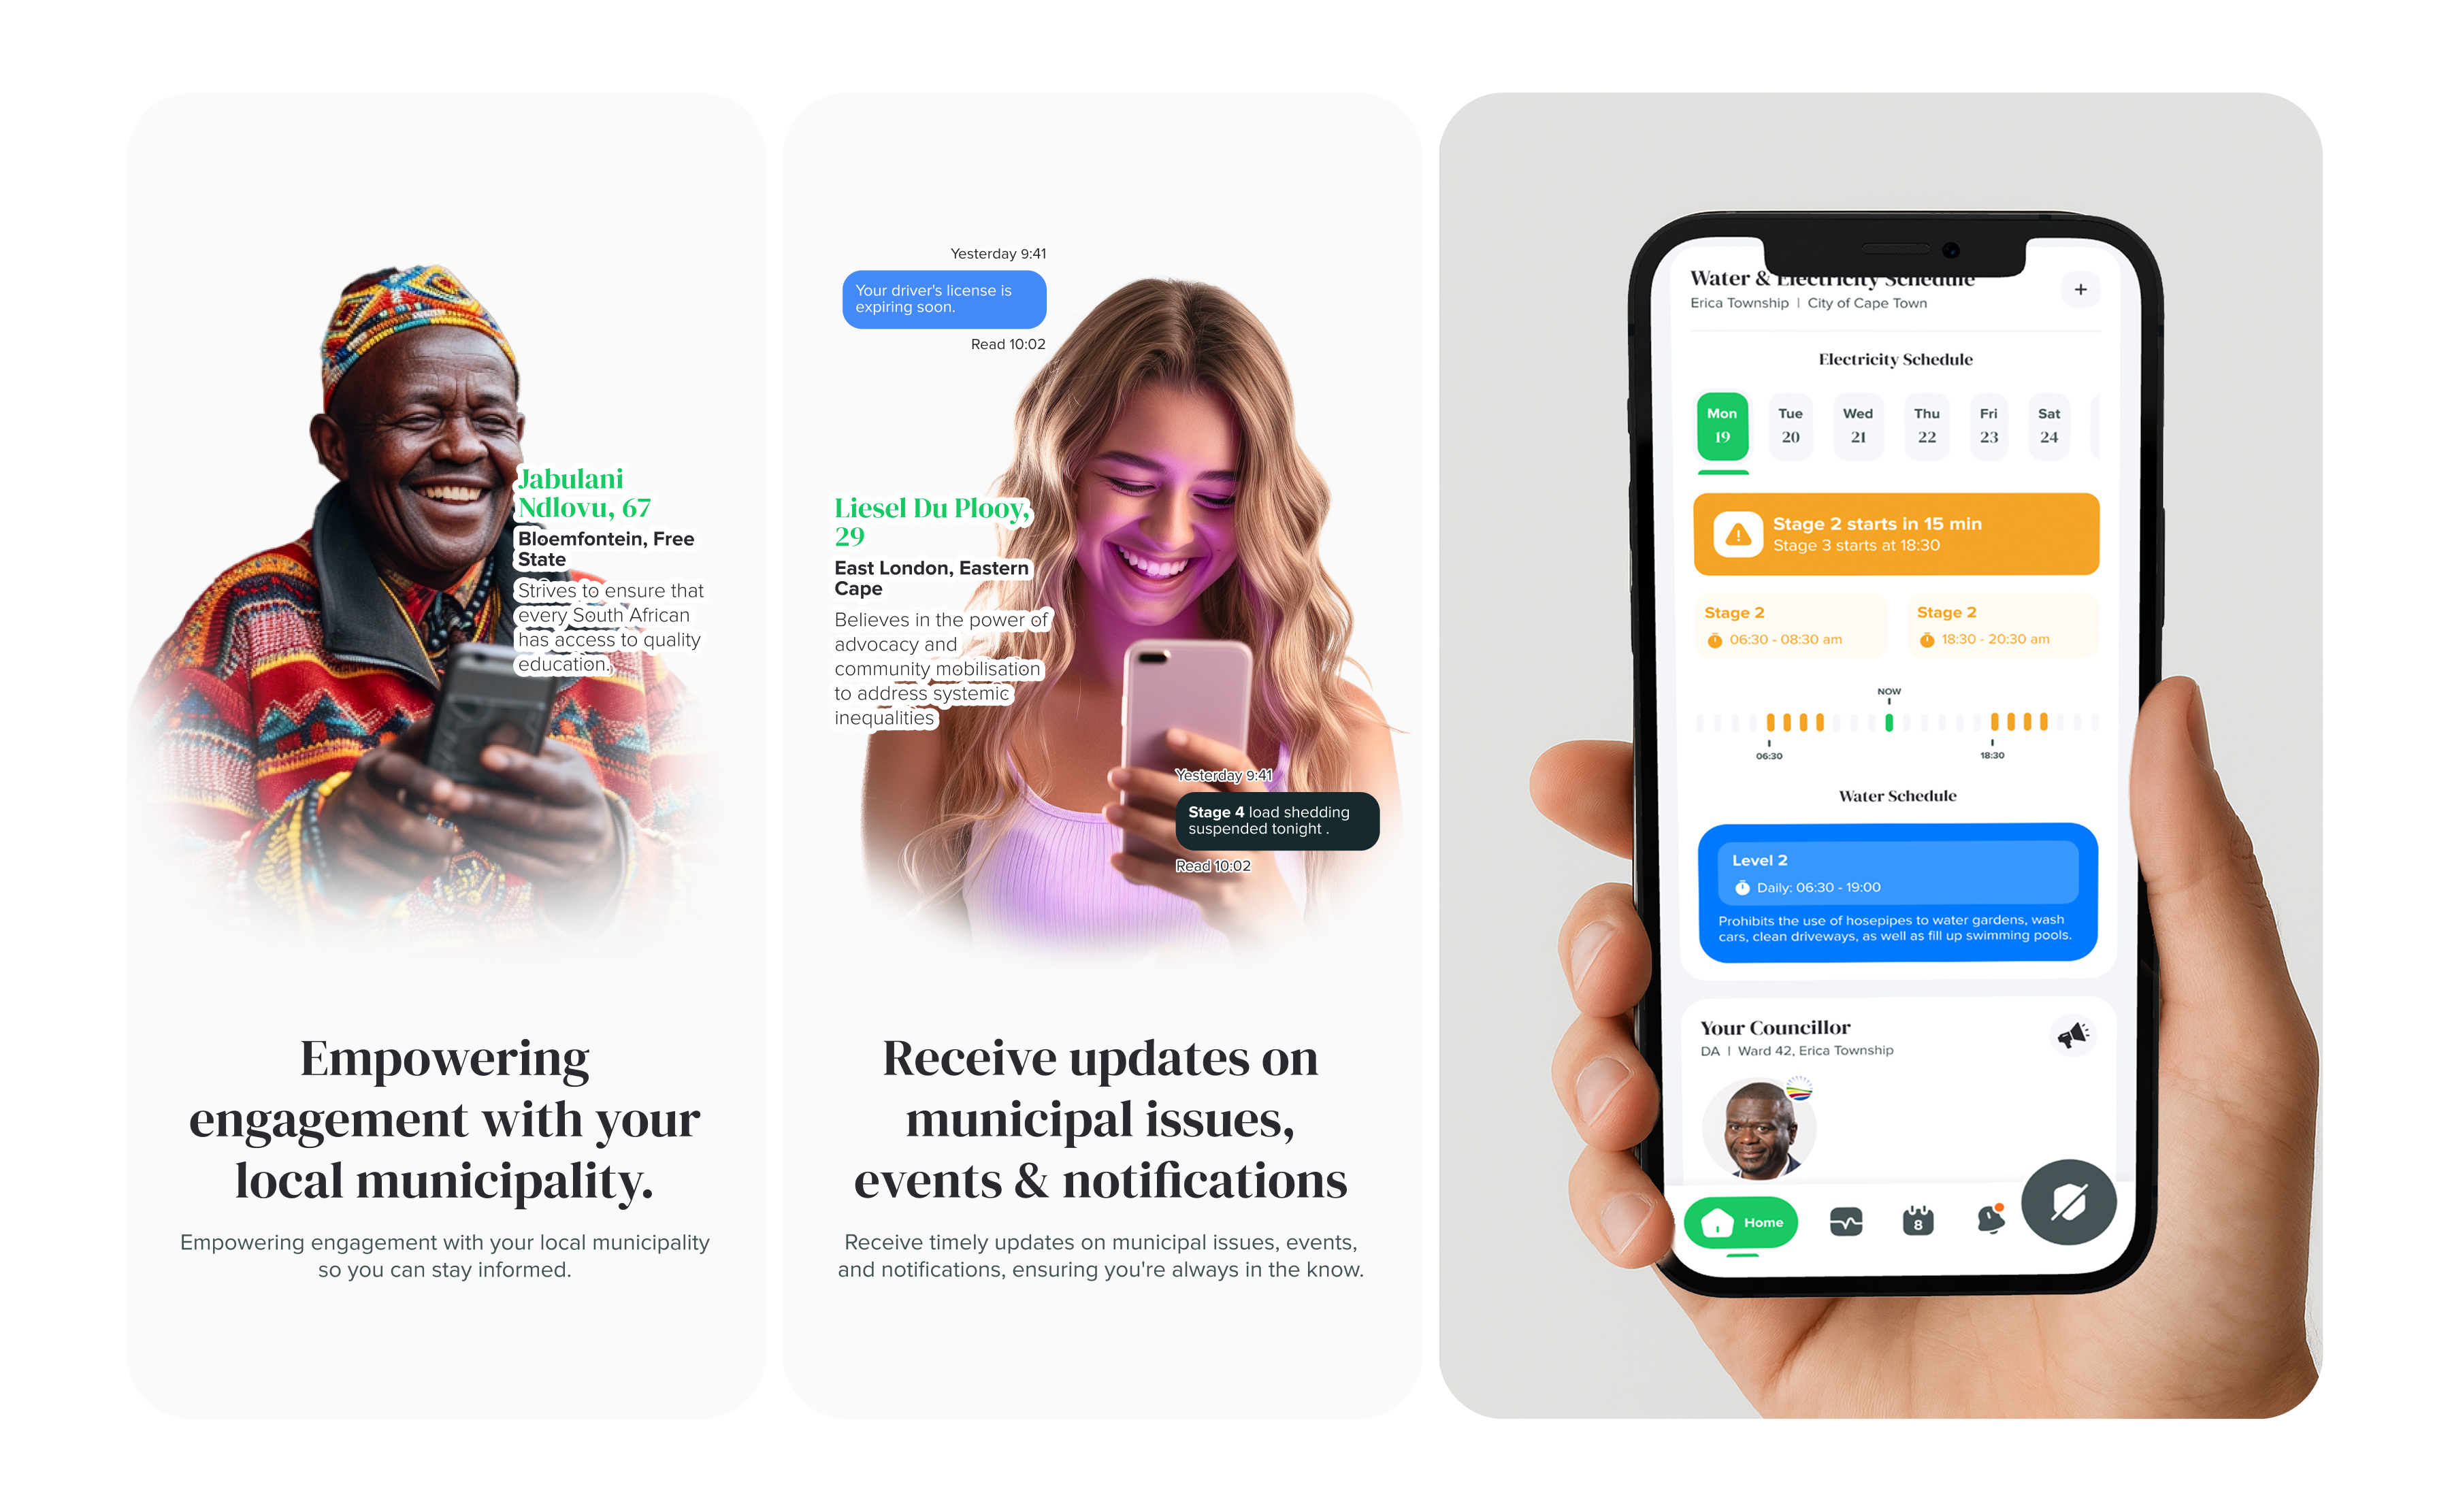 Jabulani
Ndlovu, 67
Bloemfontein, Free
State
Strives to ensure that
every South African
has access to quality
education.
Empowering
engagement with your
local municipality.
Empowering engagement with your local municipality
so you can stay informed.
Yesterday 9:41
Your driver's license is
expiring soon.
Read 10:02
Liesel Du Plooy,
29
East London, Eastern
Cape
Believes in the power of
advocacy and
community mobilisation
to address systemic
inequalities
Yesterday 9:41
Stage 4 load shedding
suspended tonight .
Read 10:02
Receive updates on
municipal issues,
events & notifications
Receive timely updates on municipal issues, events,
and notifications, ensuring you're always in the know.
Water & Electricity Schedule
+
Erica Township | City of Cape Town
Electricity Schedule
Mon Tue Wed Thu Fri Sat
19 20 21 22 23 24
Stage 2 starts in 15 min
Stage 3 starts at 18:30
Stage 2 Stage 2
06:30 - 08:30 am 18:30 - 20:30 am
NOW
06:30 18:30
Water Schedule
Level 2
Daily: 06:30 - 19:00
Prohibits the use of hosepipes to water gardens, wash
cars, clean driveways, as well as fill up swimming pools.
Your Councillor
DA | Ward 42, Erica Township
Home 8